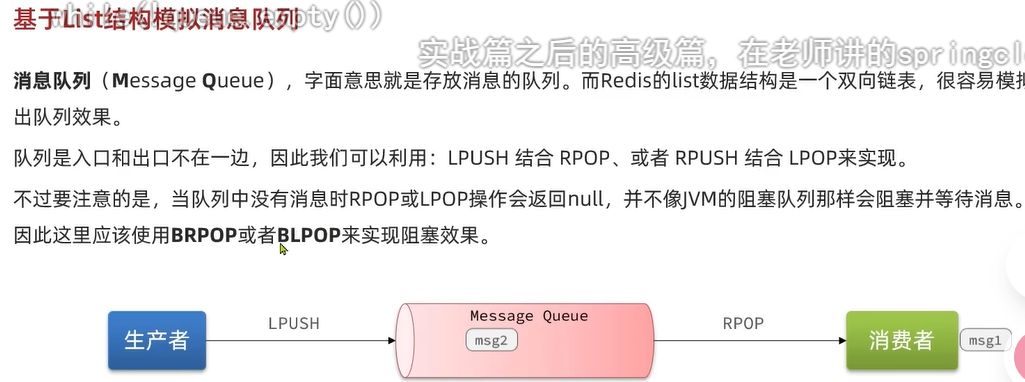 基于List结构模拟消息队列
实战篇之后的高级篇，在老师讲的springcl
消息队列（Message Queue），字面意思就是存放消息的队列。而Redis的list数据结构是一个双向链表，很容易模拟
出队列效果。
队列是入口和出口不在一边，因此我们可以利用：LPUSH 结合 RPOP、或者 RPUSH 结合 LPOP来实现。
不过要注意的是，当队列中没有消息时RPOP或LPOP操作会返回null，并不像JVM的阻塞队列那样会阻塞并等待消息。
因此这里应该使用BRPOP或者BLPOP来实现阻塞效果。
生产者
LPUSH
Message Queue
msg2
RPOP
消费者
msg1